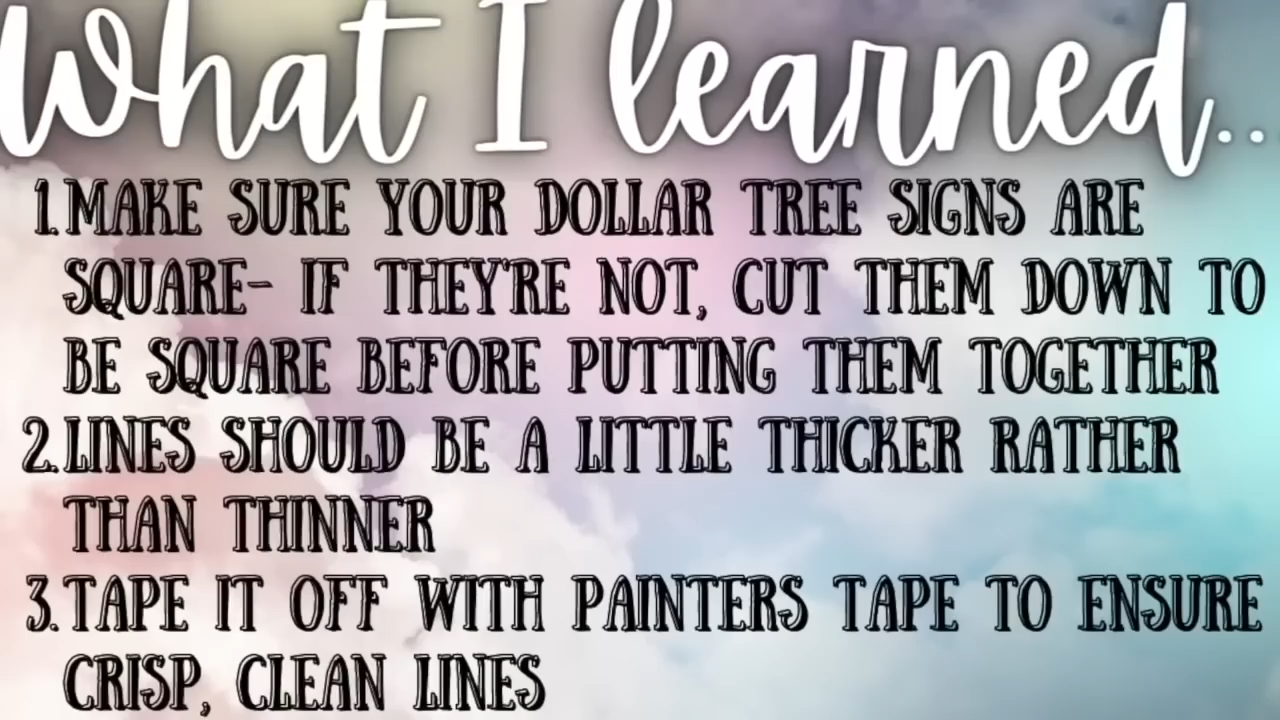 What I learned..
1. MAKE SURE YOUR DOLLAR TREE SIGNS ARE
SQUARE- IF THEY'RE NOT, CUT THEM DOWN TO
BE SQUARE BEFORE PUTTING THEM TOGETHER
2. LINES SHOULD BE A LITTLE THICKER RATHER
THAN THINNER
3. TAPE IT OFF WITH PAINTERS TAPE TO ENSURE
CRISP, CLEAN LINES